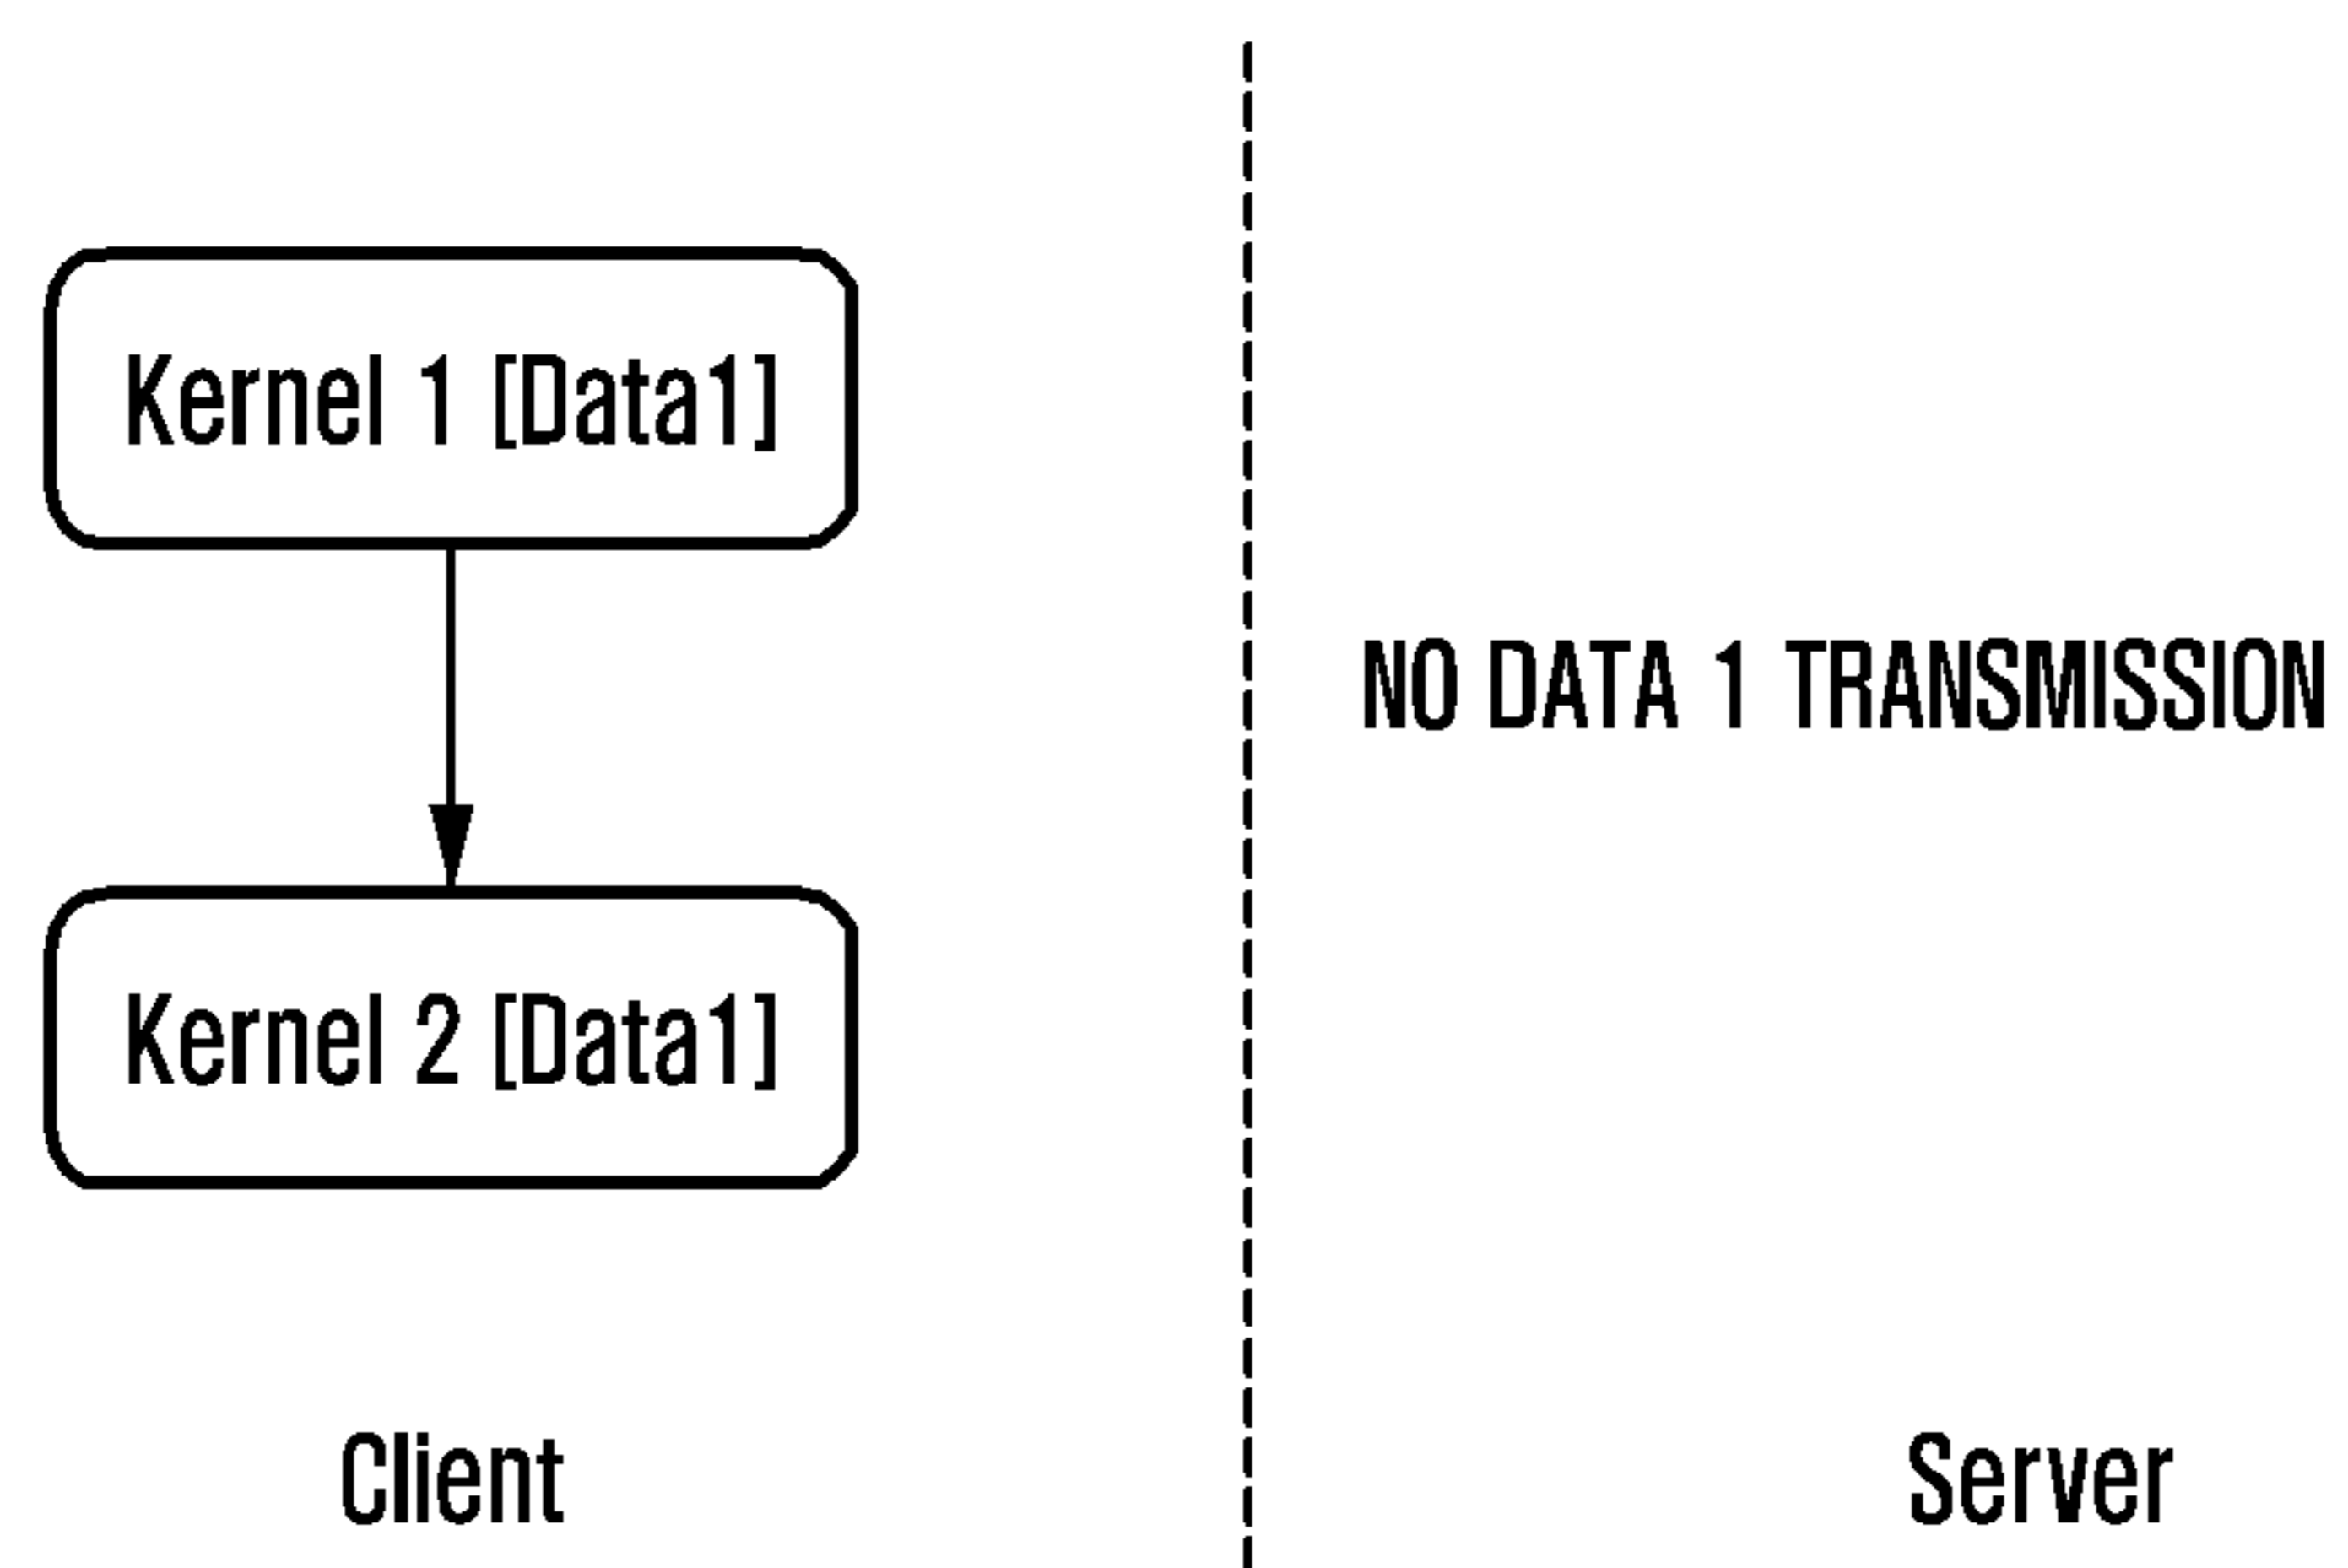 Kernel 1 [Data1]
NO DATA 1 TRANSMISSION
Kernel 2 [Data1]
Client
Server